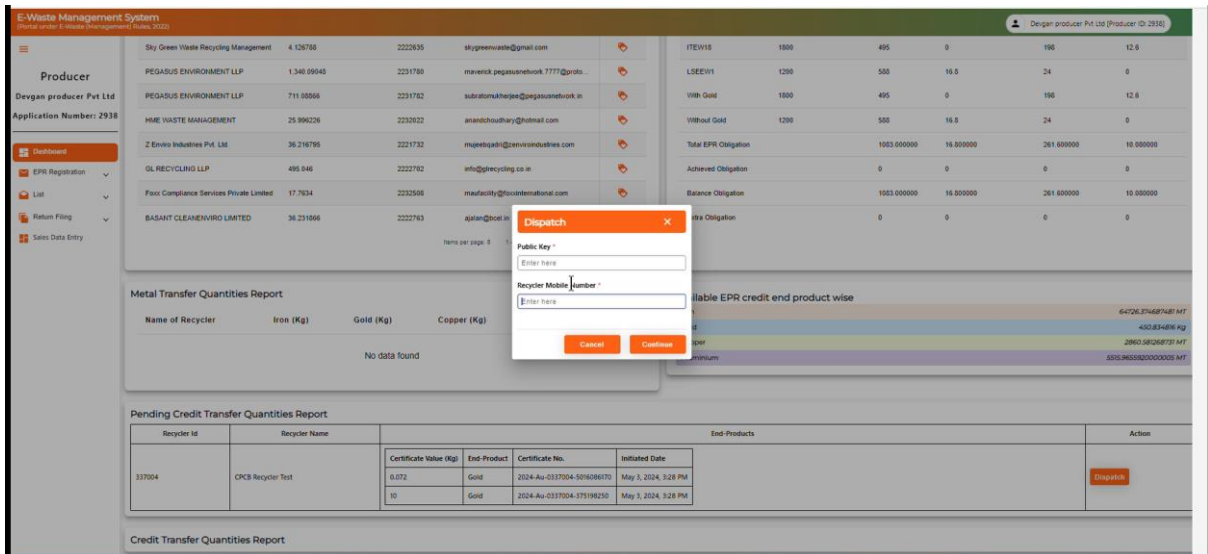 E-Waste Management System
(Portal under E-Waste (Management) Rules, 2022)
Devgan producer Pvt Ltd [Producer ID: 2938]
Producer
Devgan producer Pvt Ltd
Application Number: 2938
Dashboard
EPR Registration
List
Return Filing
Sales Data Entry
Sky Green Waste Recycling Management 4.126788 2222635 skygreenwaste@gmail.com
PEGASUS ENVIRONMENT LLP 1,340.09048 2231780 maverick.pegasusnetwork.7777@proto...
PEGASUS ENVIRONMENT LLP 711.08866 2231782 subratomukherjee@pegasusnetwork.in
HME WASTE MANAGEMENT 25.996226 2232022 anandchoudhary@hotmail.com
Z Enviro Industries Pvt. Ltd. 36.216795 2221732 mujeebqadri@zenviroindustries.com
GL RECYCLING LLP 495.046 2222762 info@glrecycling.co.in
Foxx Compliance Services Private Limited 17.7634 2232508 maufacility@foxxinternational.com
BASANT CLEANENVIRO LIMITED 36.231866 2222763 ajalan@bcel.in
Items per page: 8
ITEW18 1800 495 0 198 12.6
LSEEW1 1200 588 16.8 24 0
With Gold 1800 495 0 198 12.6
Without Gold 1200 588 16.8 24 0
Total EPR Obligation 1083.000000 16.800000 261.600000 10.080000
Achieved Obligation 0 0 0 0
Balance Obligation 1083.000000 16.800000 261.600000 10.080000
Obligation 0 0 0 0
Dispatch
Public Key *
Enter here
Recycler Mobile Number *
Enter here
Cancel Continue
Metal Transfer Quantities Report
Name of Recycler Iron (Kg) Gold (Kg) Copper (Kg)
No data found
EPR credit end product wise
64726.374687481 MT
450.834816 Kg
2860.581268731 MT
5515.9655920000005 MT
Pending Credit Transfer Quantities Report
Recycler Id Recycler Name End-Products Action
Certificate Value (Kg) End-Product Certificate No. Initiated Date
337004 CPCB Recycler Test
0.072 Gold 2024-Au-0337004-5016086170 May 3, 2024, 3:28 PM
10 Gold 2024-Au-0337004-375198250 May 3, 2024, 3:28 PM
Dispatch
Credit Transfer Quantities Report